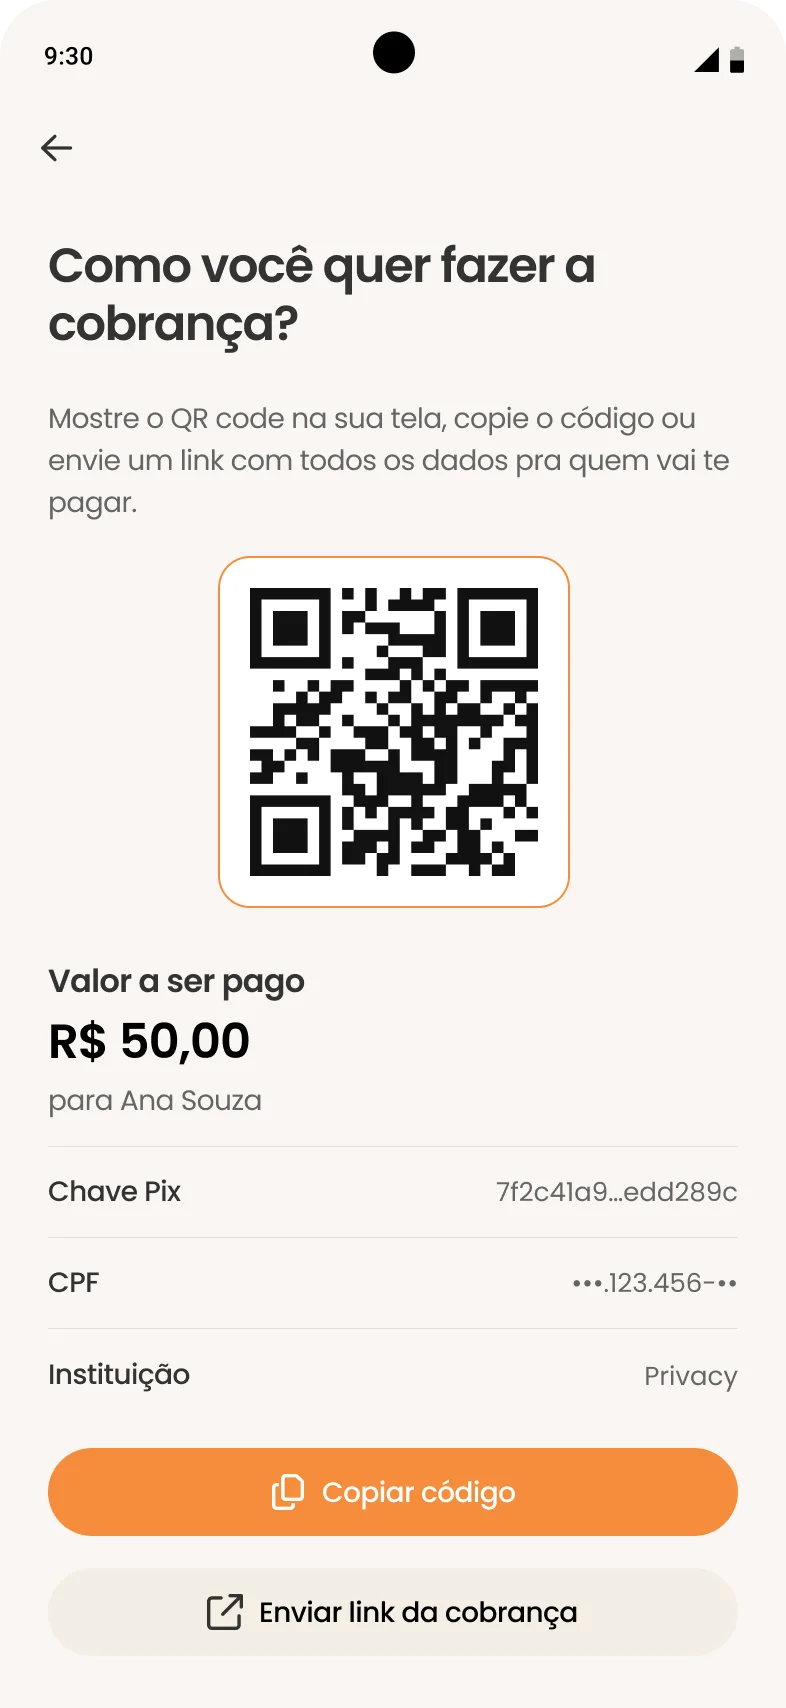 9:30
Como você quer fazer a
cobrança?
Mostre o QR code na sua tela, copie o código ou
envie um link com todos os dados pra quem vai te
pagar.
Valor a ser pago
R$ 50,00
para Ana Souza
Chave Pix 7f2c41a9...edd289c
CPF •••.123.456-••
Instituição Privacy
Copiar código
Enviar link da cobrança